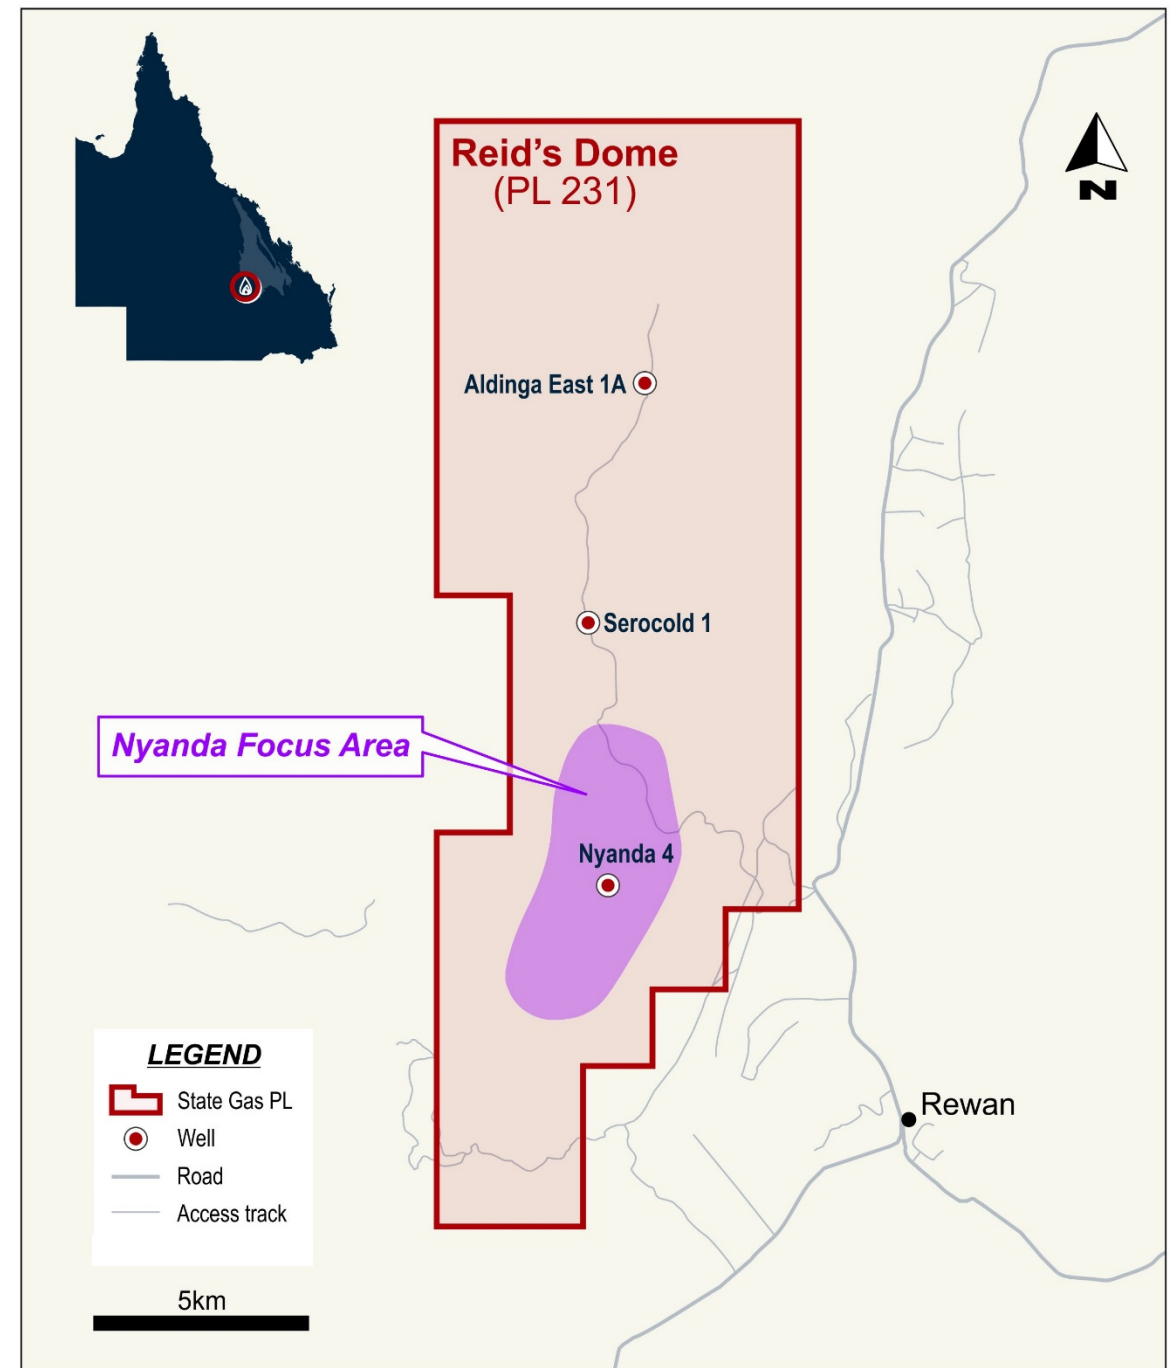 Reid's Dome
(PL 231)
N
Aldinga East 1A
Serocold 1
Nyanda Focus Area
Nyanda 4
LEGEND
State Gas PL
Well
Road
Access track
5km
Rewan